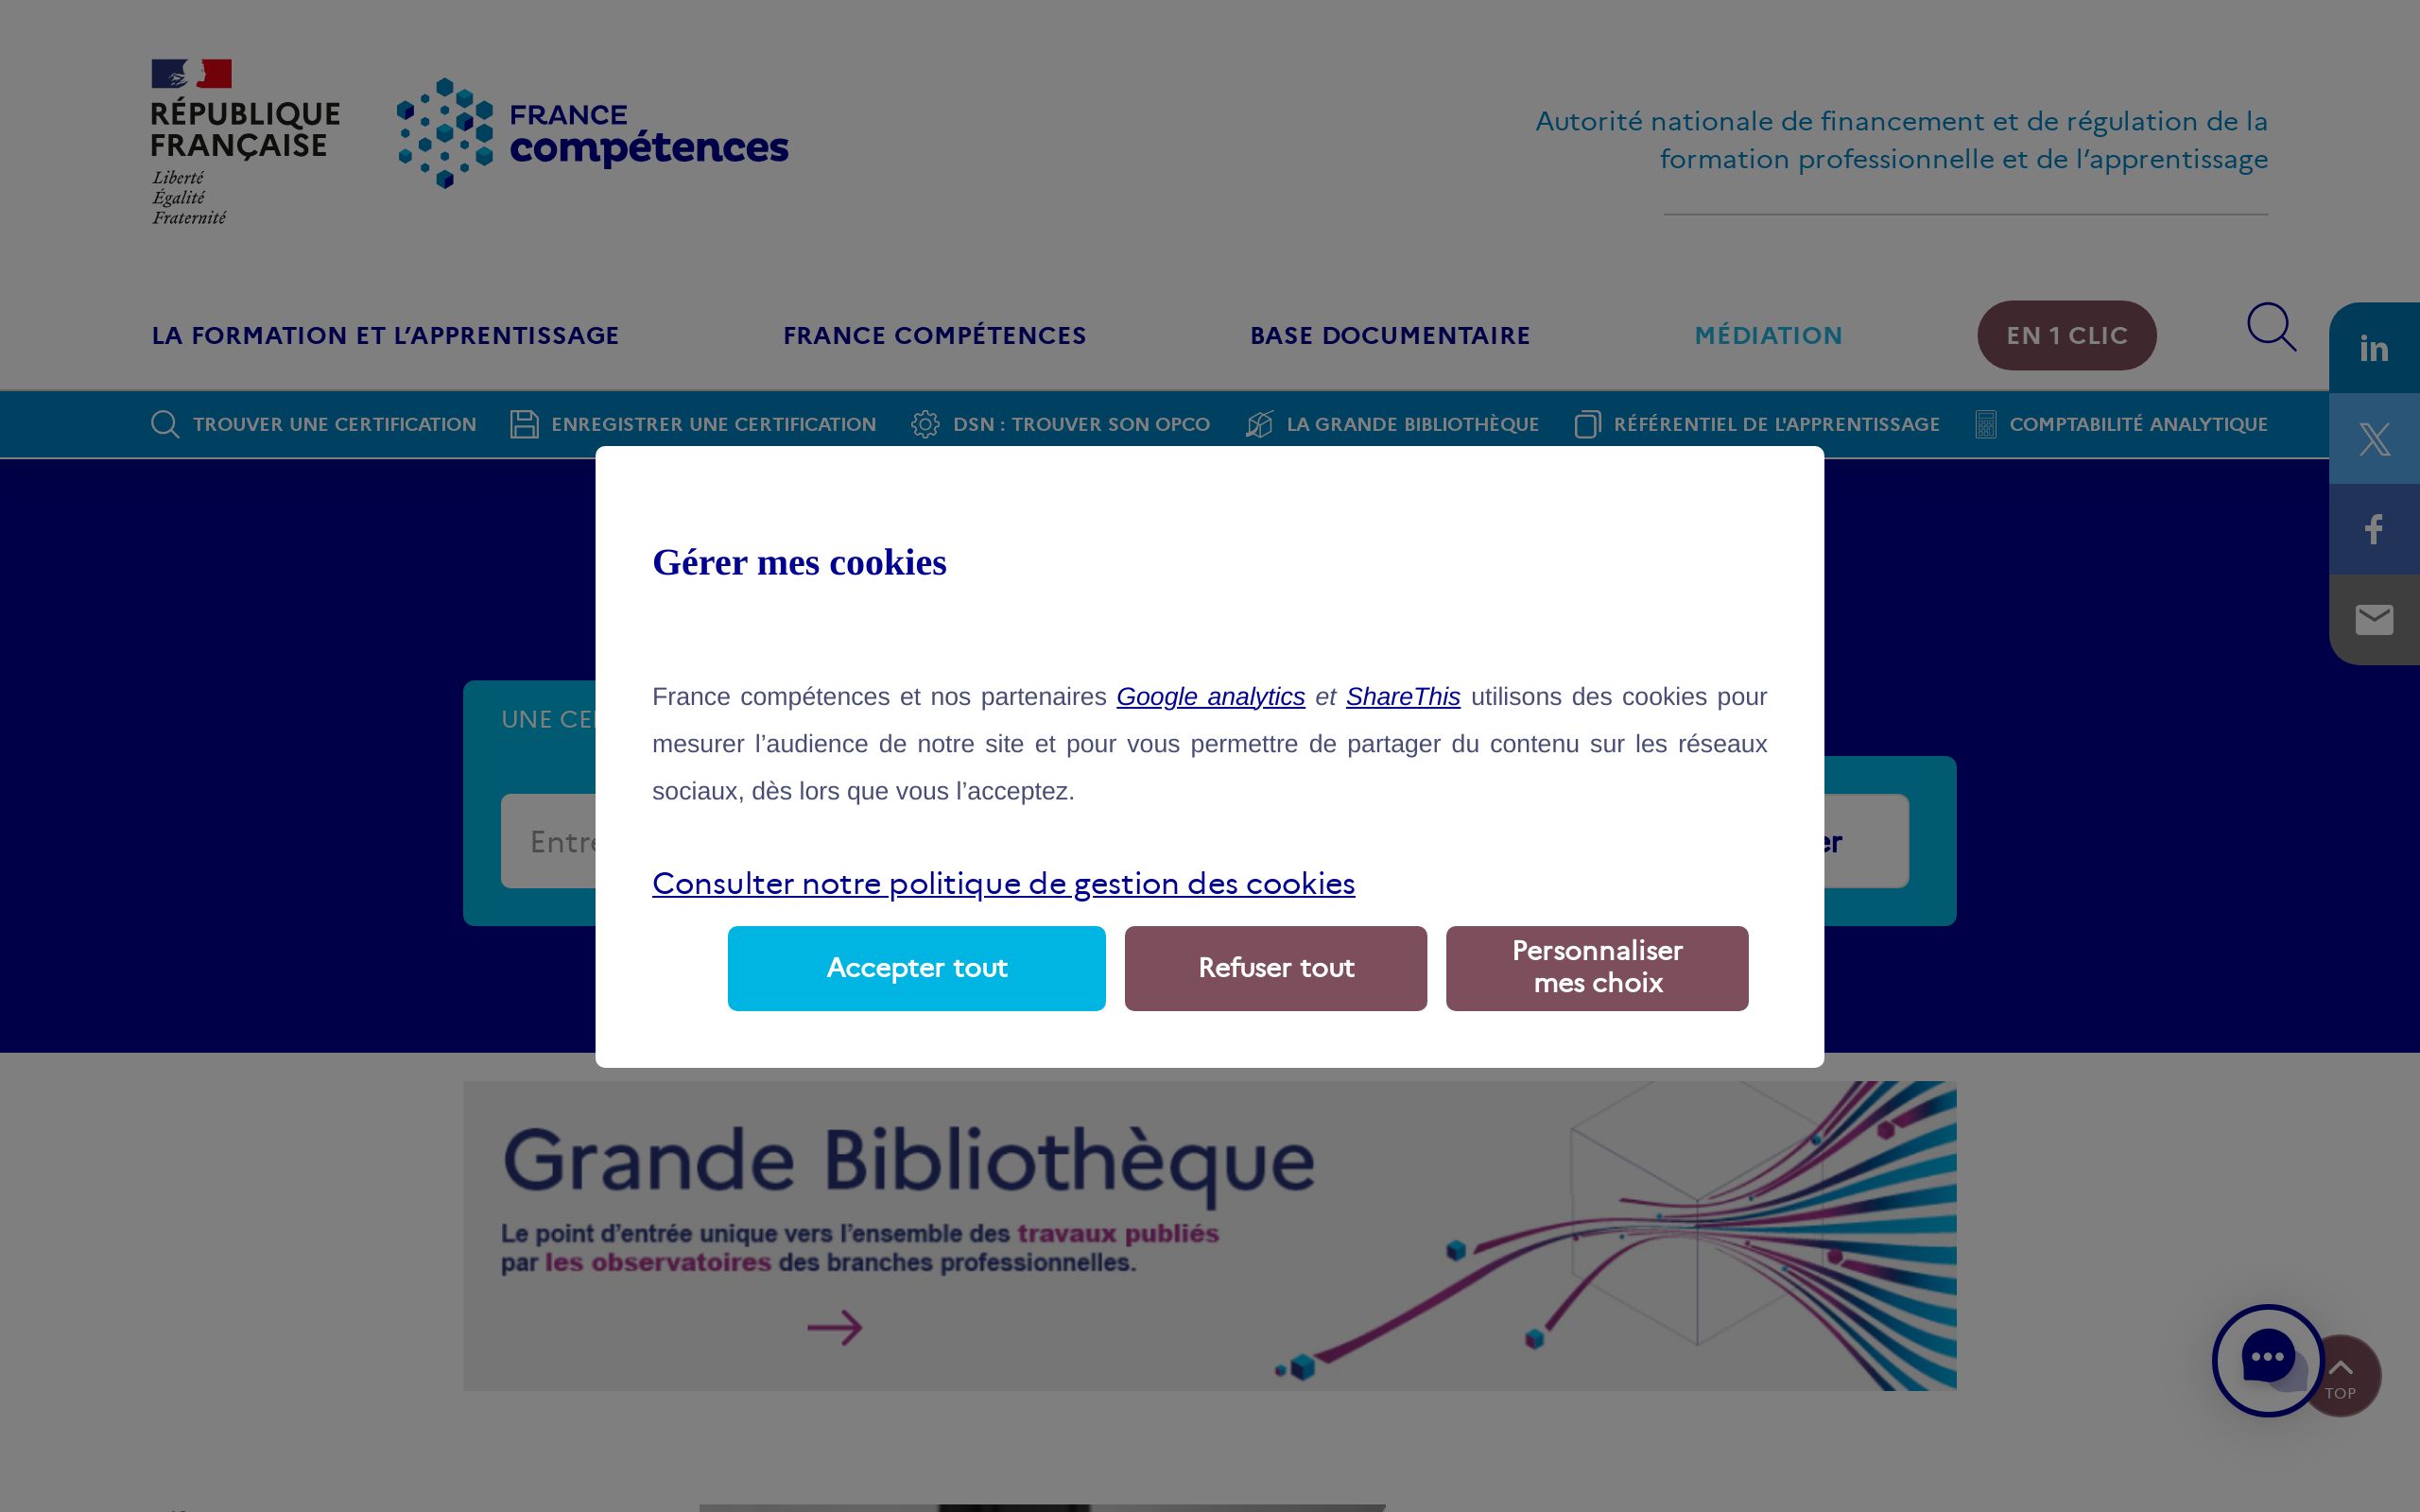 RÉPUBLIQUE
FRANÇAISE
Liberté
Égalité
Fraternité
FRANCE
compétences
Autorité nationale de financement et de régulation de la
formation professionnelle et de l’apprentissage
LA FORMATION ET L’APPRENTISSAGE FRANCE COMPÉTENCES BASE DOCUMENTAIRE MÉDIATION EN 1 CLIC
TROUVER UNE CERTIFICATION ENREGISTRER UNE CERTIFICATION DSN : TROUVER SON OPCO LA GRANDE BIBLIOTHÈQUE RÉFÉRENTIEL DE L'APPRENTISSAGE COMPTABILITÉ ANALYTIQUE
Gérer mes cookies
France compétences et nos partenaires Google analytics et ShareThis utilisons des cookies pour
mesurer l’audience de notre site et pour vous permettre de partager du contenu sur les réseaux
sociaux, dès lors que vous l’acceptez.
UNE
Consulter notre politique de gestion des cookies
Accepter tout
Refuser tout
Personnaliser
mes choix
Grande Bibliothèque
Le point d’entrée unique vers l’ensemble des travaux publiés
par les observatoires des branches professionnelles.
TOP